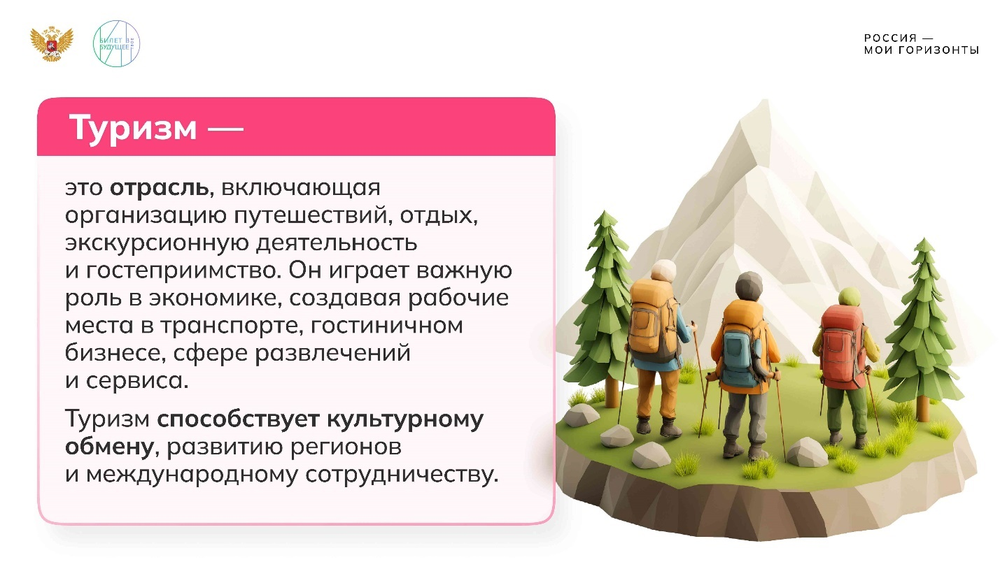 БИЛЕТ В
БУДУЩЕЕ
РОССИЯ —
МОИ ГОРИЗОНТЫ
Туризм —
это отрасль, включающая
организацию путешествий, отдых,
экскурсионную деятельность
и гостеприимство. Он играет важную
роль в экономике, создавая рабочие
места в транспорте, гостиничном
бизнесе, сфере развлечений
и сервиса.
Туризм способствует культурному
обмену, развитию регионов
и международному сотрудничеству.